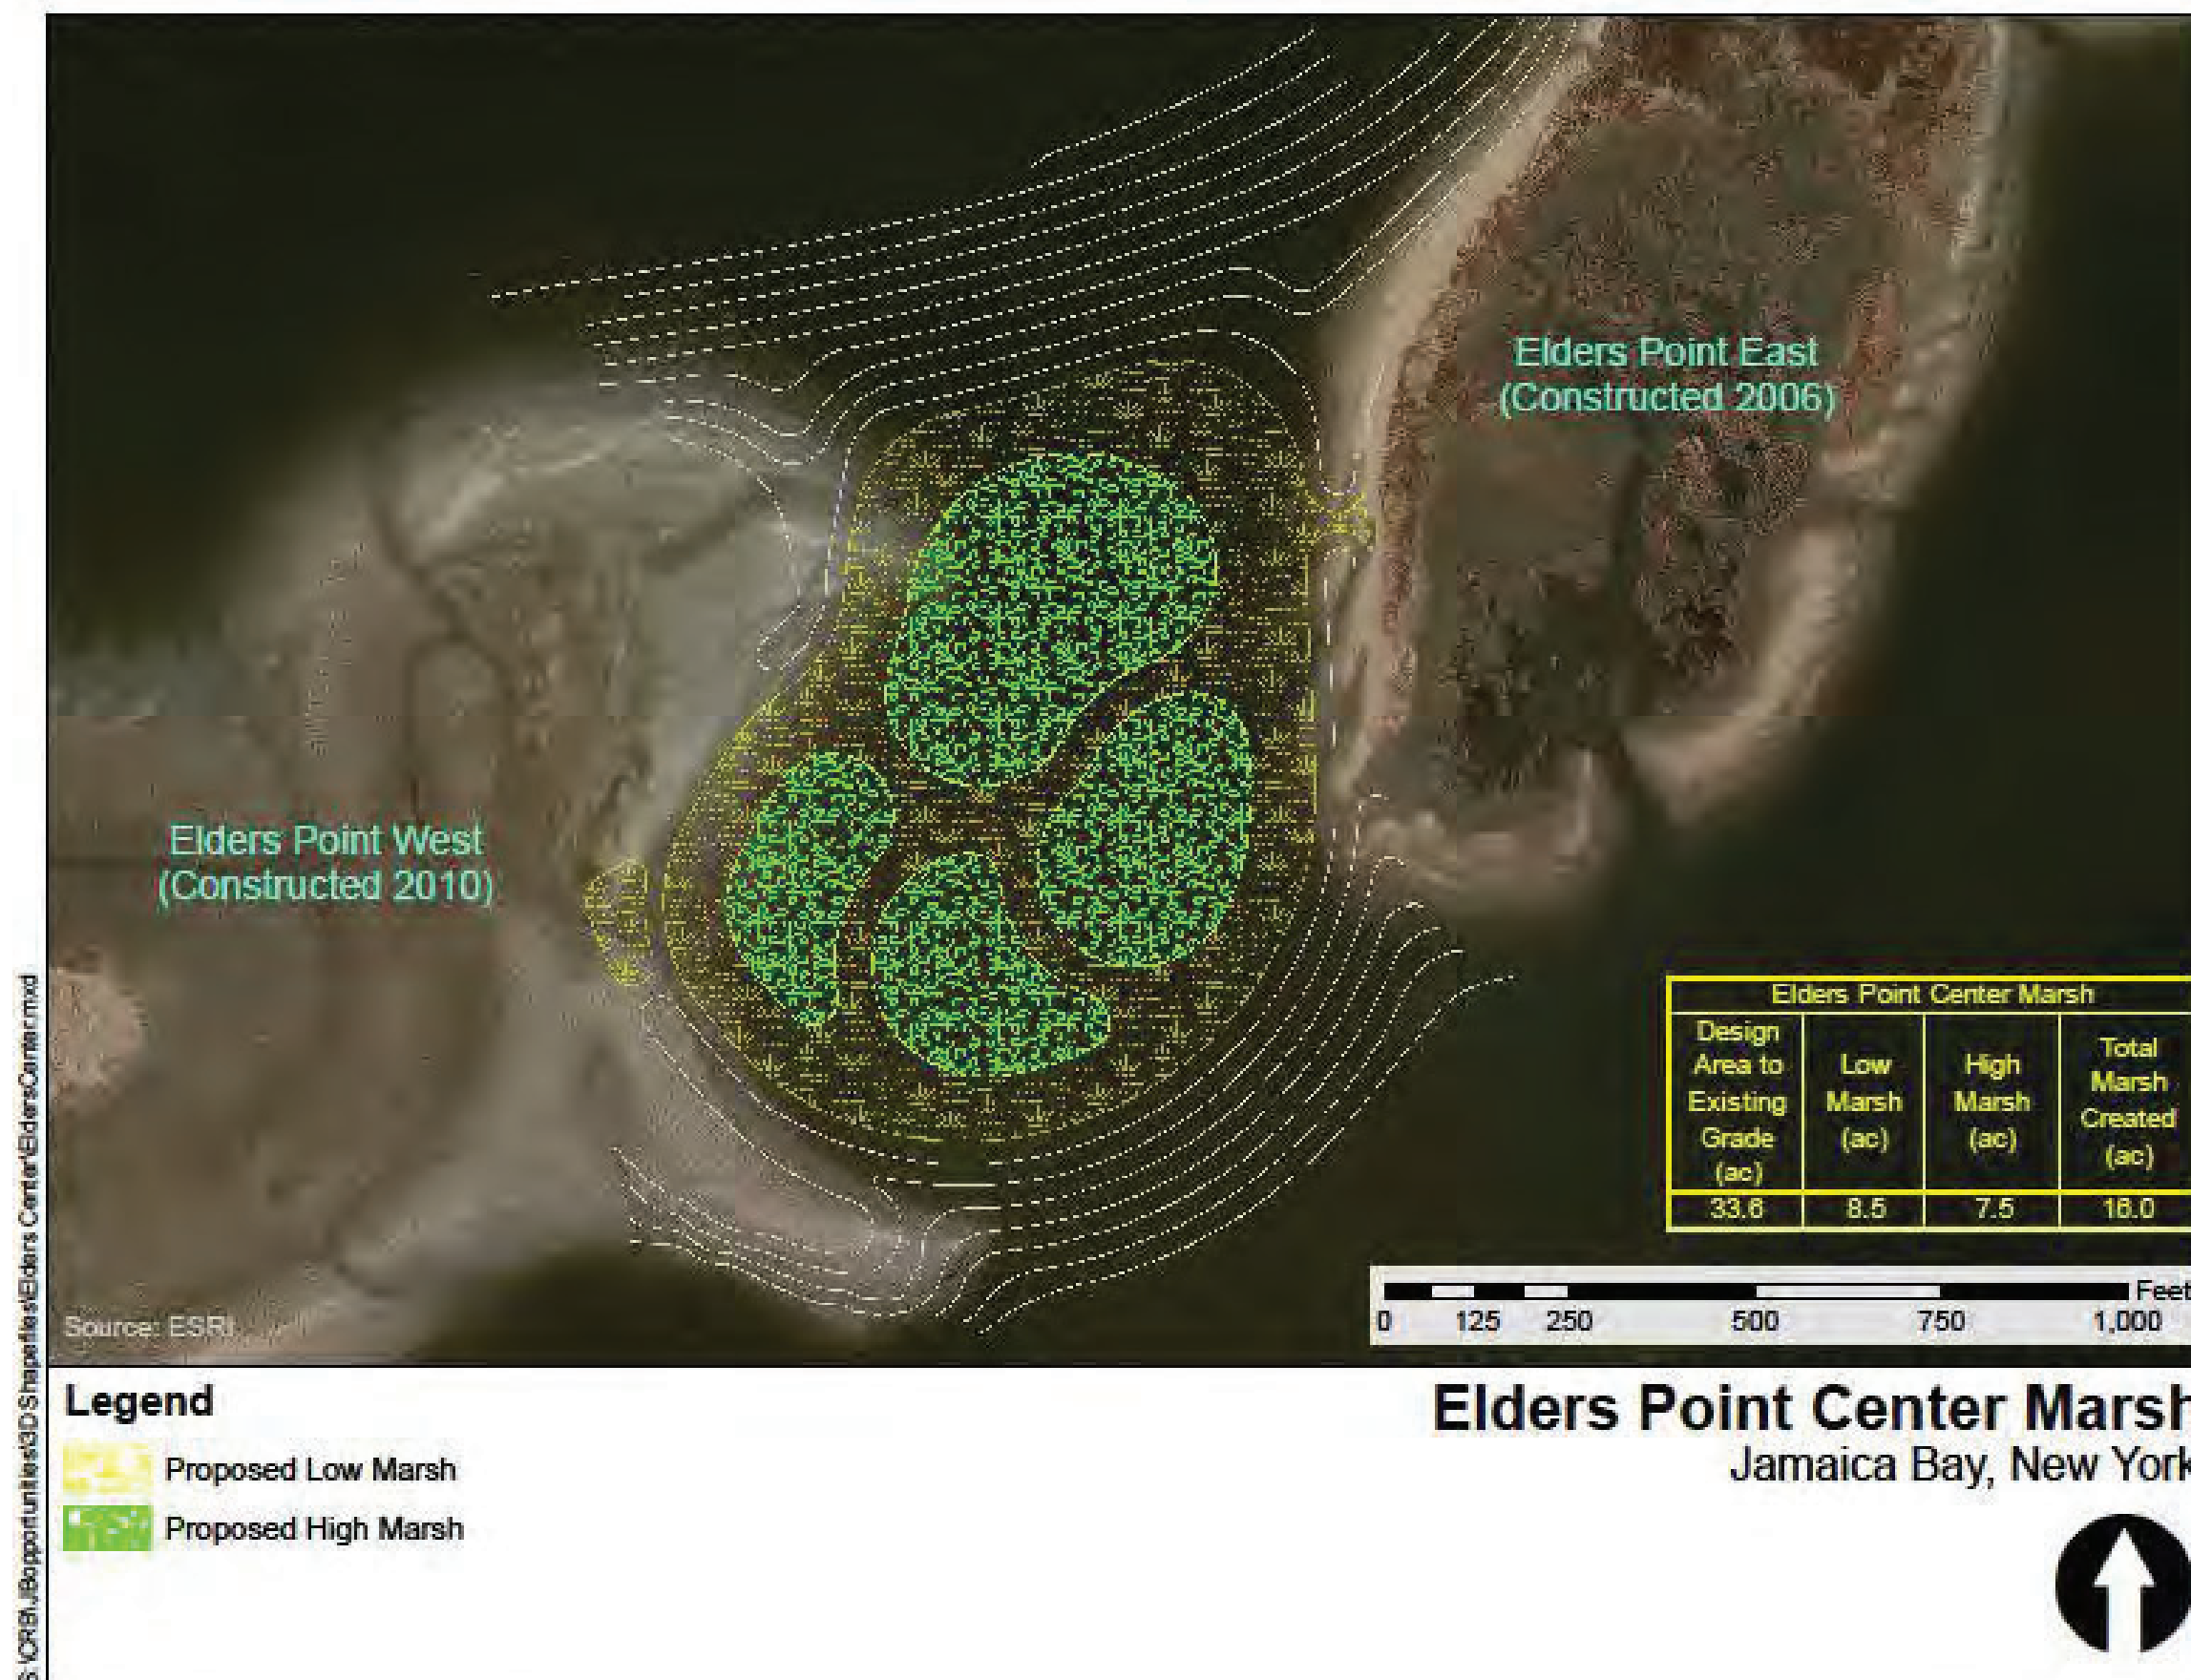 Elders Point East
(Constructed 2006)
Elders Point West
(Constructed 2010)
Elders Point Center Marsh
Design Area to Existing Grade (ac)
Low Marsh (ac)
High Marsh (ac)
Total Marsh Created (ac)
33.6 8.5 7.5 16.0
Feet
0 125 250 500 750 1,000
Source: ESRI
Legend
Proposed Low Marsh
Proposed High Marsh
Elders Point Center Marsh
Jamaica Bay, New York